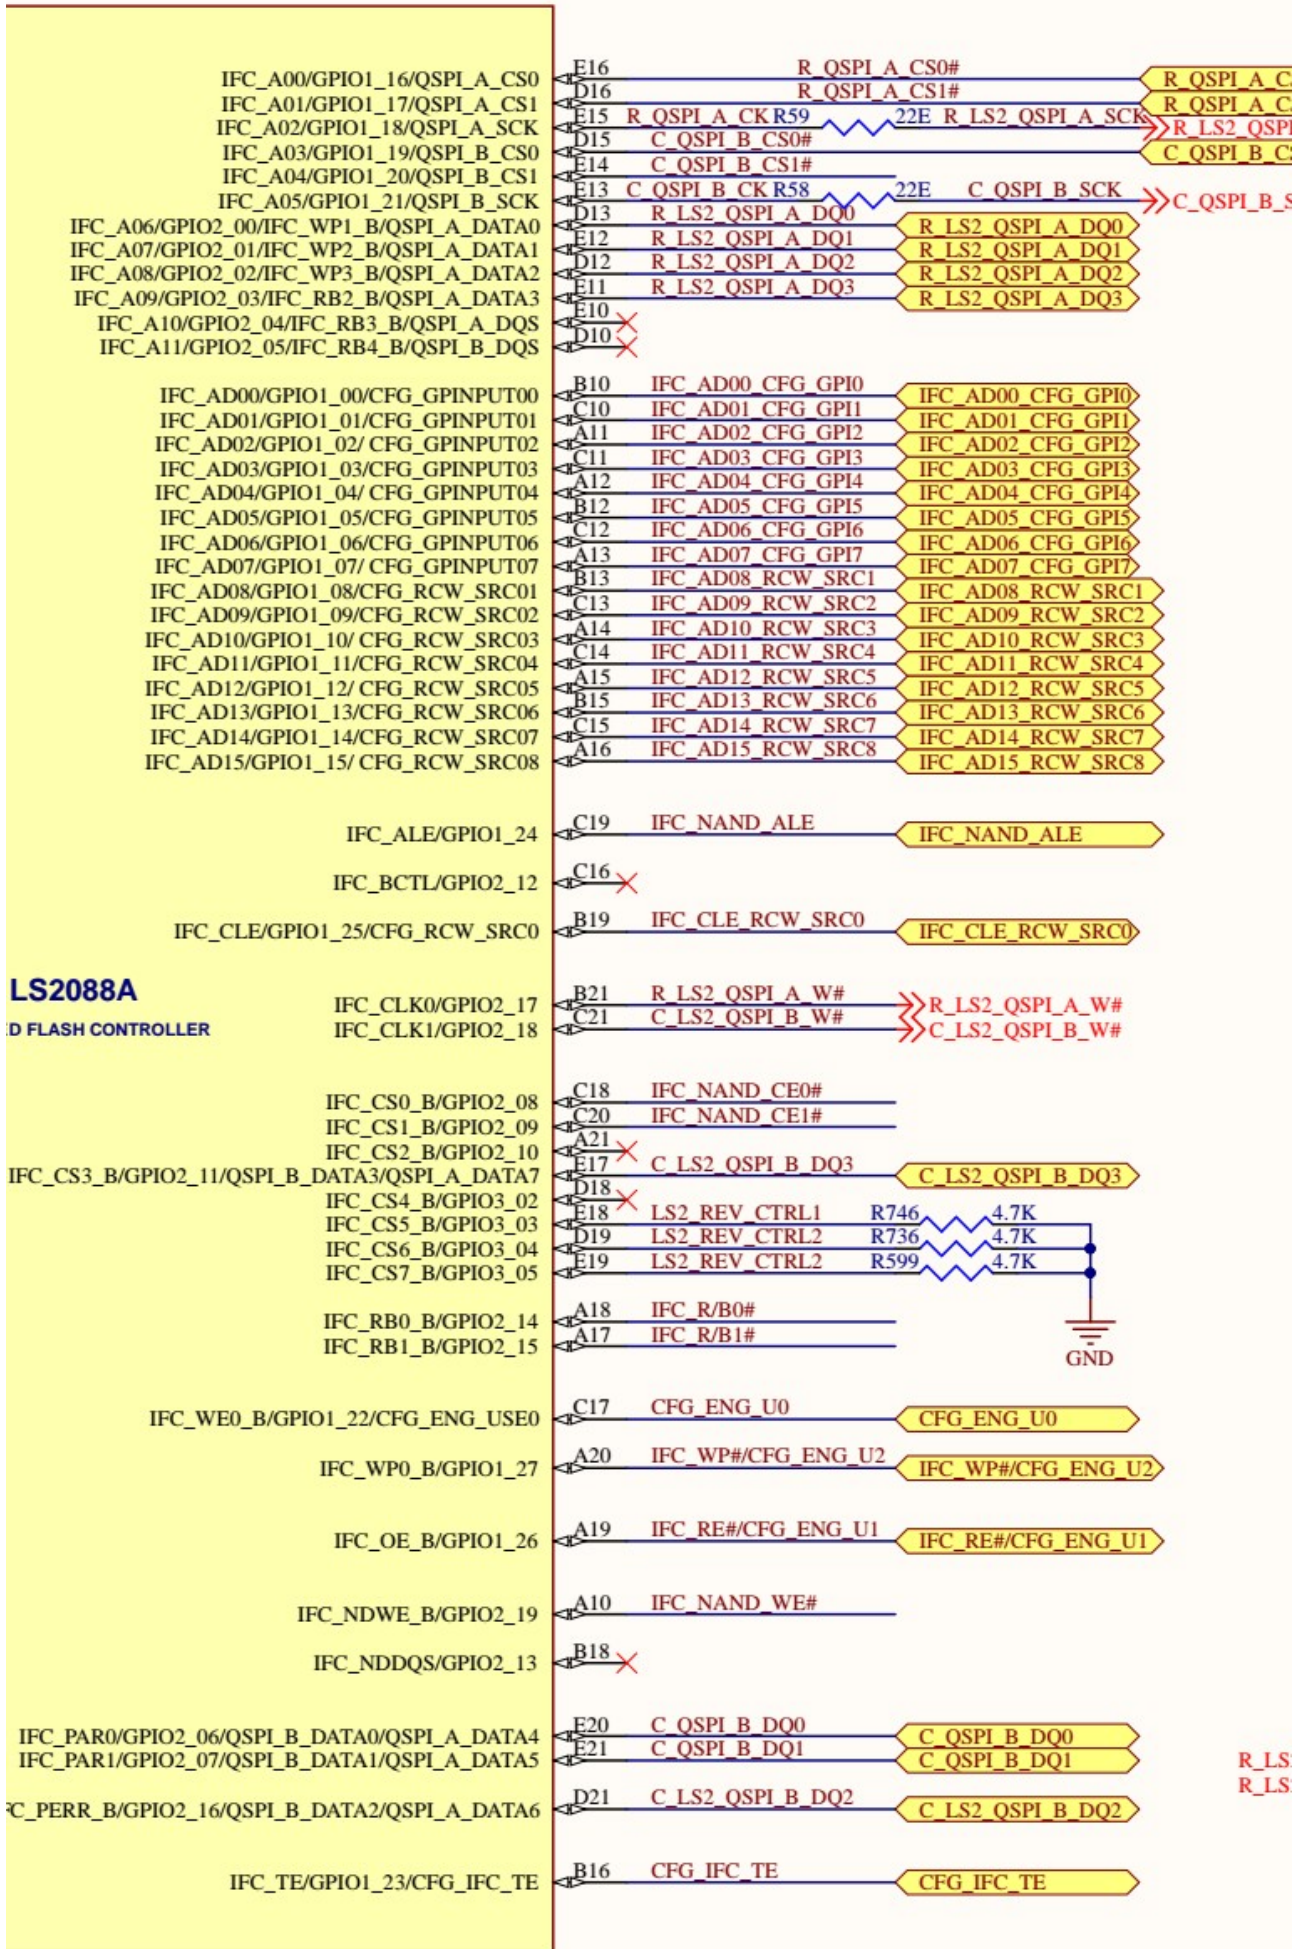 IFC_A00/GPIO1_16/QSPI_A_CS0 E16 R_QSPI_A_CS0# R_QSPI_A_C
IFC_A01/GPIO1_17/QSPI_A_CS1 D16 R_QSPI_A_CS1# R_QSPI_A_C
IFC_A02/GPIO1_18/QSPI_A_SCK E15 R_QSPI_A_CK R59 22E R_LS2_QSPI_A_SCK R_LS2_QSPI
IFC_A03/GPIO1_19/QSPI_B_CS0 D15 C_QSPI_B_CS0# C_QSPI_B_CS
IFC_A04/GPIO1_20/QSPI_B_CS1 E14 C_QSPI_B_CS1#
IFC_A05/GPIO1_21/QSPI_B_SCK E13 C_QSPI_B_CK R58 22E C_QSPI_B_SCK C_QSPI_B_S
IFC_A06/GPIO2_00/IFC_WP1_B/QSPI_A_DATA0 D13 R_LS2_QSPI_A_DQ0 R_LS2_QSPI_A_DQ0
IFC_A07/GPIO2_01/IFC_WP2_B/QSPI_A_DATA1 E12 R_LS2_QSPI_A_DQ1 R_LS2_QSPI_A_DQ1
IFC_A08/GPIO2_02/IFC_WP3_B/QSPI_A_DATA2 D12 R_LS2_QSPI_A_DQ2 R_LS2_QSPI_A_DQ2
IFC_A09/GPIO2_03/IFC_RB2_B/QSPI_A_DATA3 E11 R_LS2_QSPI_A_DQ3 R_LS2_QSPI_A_DQ3
IFC_A10/GPIO2_04/IFC_RB3_B/QSPI_A_DQS E10
IFC_A11/GPIO2_05/IFC_RB4_B/QSPI_B_DQS D10
IFC_AD00/GPIO1_00/CFG_GPINPUT00 B10 IFC_AD00_CFG_GPI0 IFC_AD00_CFG_GPI0
IFC_AD01/GPIO1_01/CFG_GPINPUT01 C10 IFC_AD01_CFG_GPI1 IFC_AD01_CFG_GPI1
IFC_AD02/GPIO1_02/ CFG_GPINPUT02 A11 IFC_AD02_CFG_GPI2 IFC_AD02_CFG_GPI2
IFC_AD03/GPIO1_03/CFG_GPINPUT03 C11 IFC_AD03_CFG_GPI3 IFC_AD03_CFG_GPI3
IFC_AD04/GPIO1_04/ CFG_GPINPUT04 A12 IFC_AD04_CFG_GPI4 IFC_AD04_CFG_GPI4
IFC_AD05/GPIO1_05/CFG_GPINPUT05 B12 IFC_AD05_CFG_GPI5 IFC_AD05_CFG_GPI5
IFC_AD06/GPIO1_06/CFG_GPINPUT06 C12 IFC_AD06_CFG_GPI6 IFC_AD06_CFG_GPI6
IFC_AD07/GPIO1_07/ CFG_GPINPUT07 A13 IFC_AD07_CFG_GPI7 IFC_AD07_CFG_GPI7
IFC_AD08/GPIO1_08/CFG_RCW_SRC01 B13 IFC_AD08_RCW_SRC1 IFC_AD08_RCW_SRC1
IFC_AD09/GPIO1_09/CFG_RCW_SRC02 C13 IFC_AD09_RCW_SRC2 IFC_AD09_RCW_SRC2
IFC_AD10/GPIO1_10/ CFG_RCW_SRC03 A14 IFC_AD10_RCW_SRC3 IFC_AD10_RCW_SRC3
IFC_AD11/GPIO1_11/CFG_RCW_SRC04 C14 IFC_AD11_RCW_SRC4 IFC_AD11_RCW_SRC4
IFC_AD12/GPIO1_12/ CFG_RCW_SRC05 A15 IFC_AD12_RCW_SRC5 IFC_AD12_RCW_SRC5
IFC_AD13/GPIO1_13/CFG_RCW_SRC06 B15 IFC_AD13_RCW_SRC6 IFC_AD13_RCW_SRC6
IFC_AD14/GPIO1_14/CFG_RCW_SRC07 C15 IFC_AD14_RCW_SRC7 IFC_AD14_RCW_SRC7
IFC_AD15/GPIO1_15/ CFG_RCW_SRC08 A16 IFC_AD15_RCW_SRC8 IFC_AD15_RCW_SRC8
IFC_ALE/GPIO1_24 C19 IFC_NAND_ALE IFC_NAND_ALE
IFC_BCTL/GPIO2_12 C16
IFC_CLE/GPIO1_25/CFG_RCW_SRC0 B19 IFC_CLE_RCW_SRC0 IFC_CLE_RCW_SRC0
LS2088A
IFC_CLK0/GPIO2_17 B21 R_LS2_QSPI_A_W# R_LS2_QSPI_A_W#
D FLASH CONTROLLER IFC_CLK1/GPIO2_18 C21 C_LS2_QSPI_B_W# C_LS2_QSPI_B_W#
IFC_CS0_B/GPIO2_08 C18 IFC_NAND_CE0#
IFC_CS1_B/GPIO2_09 C20 IFC_NAND_CE1#
IFC_CS2_B/GPIO2_10 A21
IFC_CS3_B/GPIO2_11/QSPI_B_DATA3/QSPI_A_DATA7 E17 C_LS2_QSPI_B_DQ3 C_LS2_QSPI_B_DQ3
IFC_CS4_B/GPIO3_02 D18
IFC_CS5_B/GPIO3_03 E18 LS2_REV_CTRL1 R746 4.7K
IFC_CS6_B/GPIO3_04 D19 LS2_REV_CTRL2 R736 4.7K
IFC_CS7_B/GPIO3_05 E19 LS2_REV_CTRL2 R599 4.7K
IFC_RB0_B/GPIO2_14 A18 IFC_R/B0#
IFC_RB1_B/GPIO2_15 A17 IFC_R/B1#
GND
IFC_WE0_B/GPIO1_22/CFG_ENG_USE0 C17 CFG_ENG_U0 CFG_ENG_U0
IFC_WP0_B/GPIO1_27 A20 IFC_WP#/CFG_ENG_U2 IFC_WP#/CFG_ENG_U2
IFC_OE_B/GPIO1_26 A19 IFC_RE#/CFG_ENG_U1 IFC_RE#/CFG_ENG_U1
IFC_NDWE_B/GPIO2_19 A10 IFC_NAND_WE#
IFC_NDDQS/GPIO2_13 B18
IFC_PAR0/GPIO2_06/QSPI_B_DATA0/QSPI_A_DATA4 E20 C_QSPI_B_DQ0 C_QSPI_B_DQ0
IFC_PAR1/GPIO2_07/QSPI_B_DATA1/QSPI_A_DATA5 E21 C_QSPI_B_DQ1 C_QSPI_B_DQ1 R_LS
R_LS
FC_PERR_B/GPIO2_16/QSPI_B_DATA2/QSPI_A_DATA6 D21 C_LS2_QSPI_B_DQ2 C_LS2_QSPI_B_DQ2
IFC_TE/GPIO1_23/CFG_IFC_TE B16 CFG_IFC_TE CFG_IFC_TE